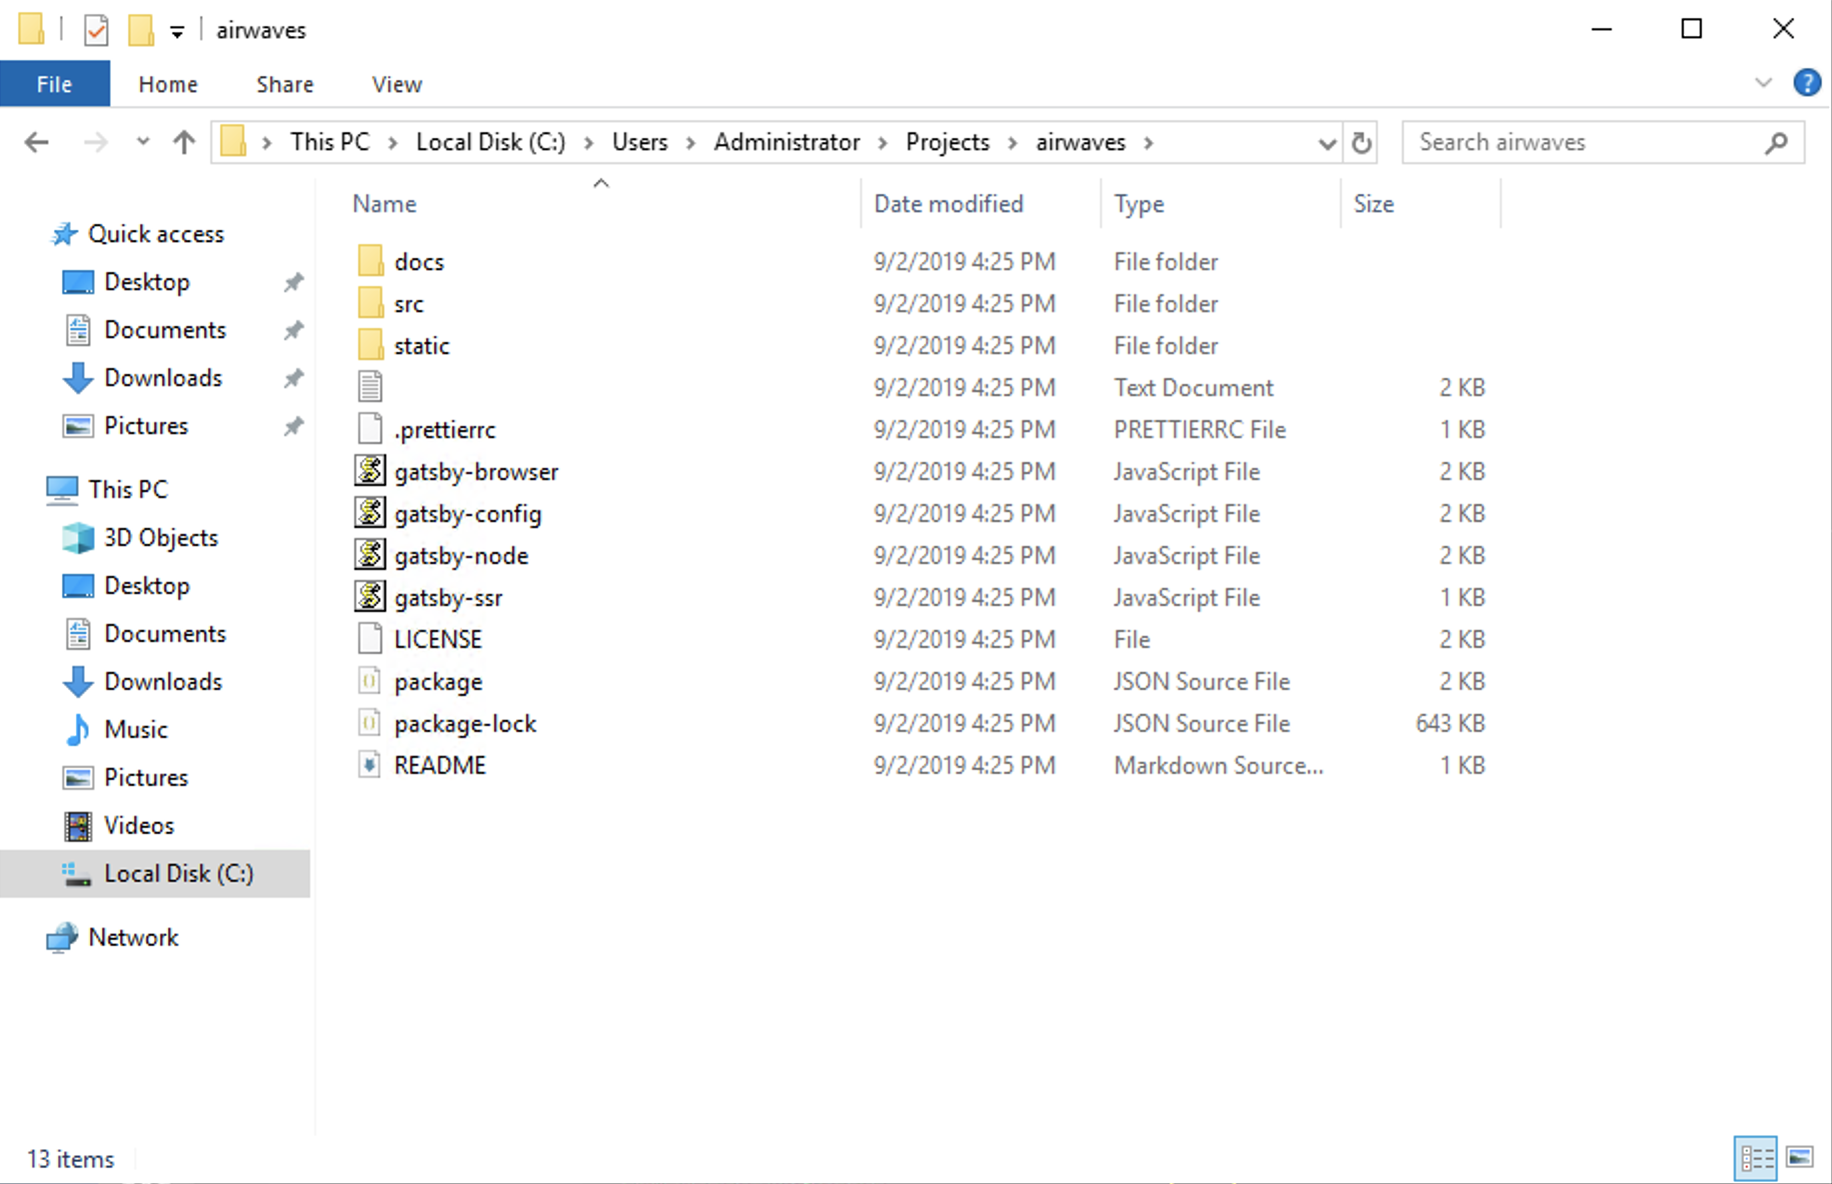 airwaves
File Home Share View
This PC Local Disk (C:) Users Administrator Projects airwaves Search airwaves
Name Date modified Type Size
Quick access
Desktop
Documents
Downloads
Pictures
This PC
3D Objects
Desktop
Documents
Downloads
Music
Pictures
Videos
Local Disk (C:)
Network
docs 9/2/2019 4:25 PM File folder
src 9/2/2019 4:25 PM File folder
static 9/2/2019 4:25 PM File folder
9/2/2019 4:25 PM Text Document 2 KB
.prettierrc 9/2/2019 4:25 PM PRETTIERRC File 1 KB
gatsby-browser 9/2/2019 4:25 PM JavaScript File 2 KB
gatsby-config 9/2/2019 4:25 PM JavaScript File 2 KB
gatsby-node 9/2/2019 4:25 PM JavaScript File 2 KB
gatsby-ssr 9/2/2019 4:25 PM JavaScript File 1 KB
LICENSE 9/2/2019 4:25 PM File 2 KB
package 9/2/2019 4:25 PM JSON Source File 2 KB
package-lock 9/2/2019 4:25 PM JSON Source File 643 KB
README 9/2/2019 4:25 PM Markdown Source... 1 KB
13 items